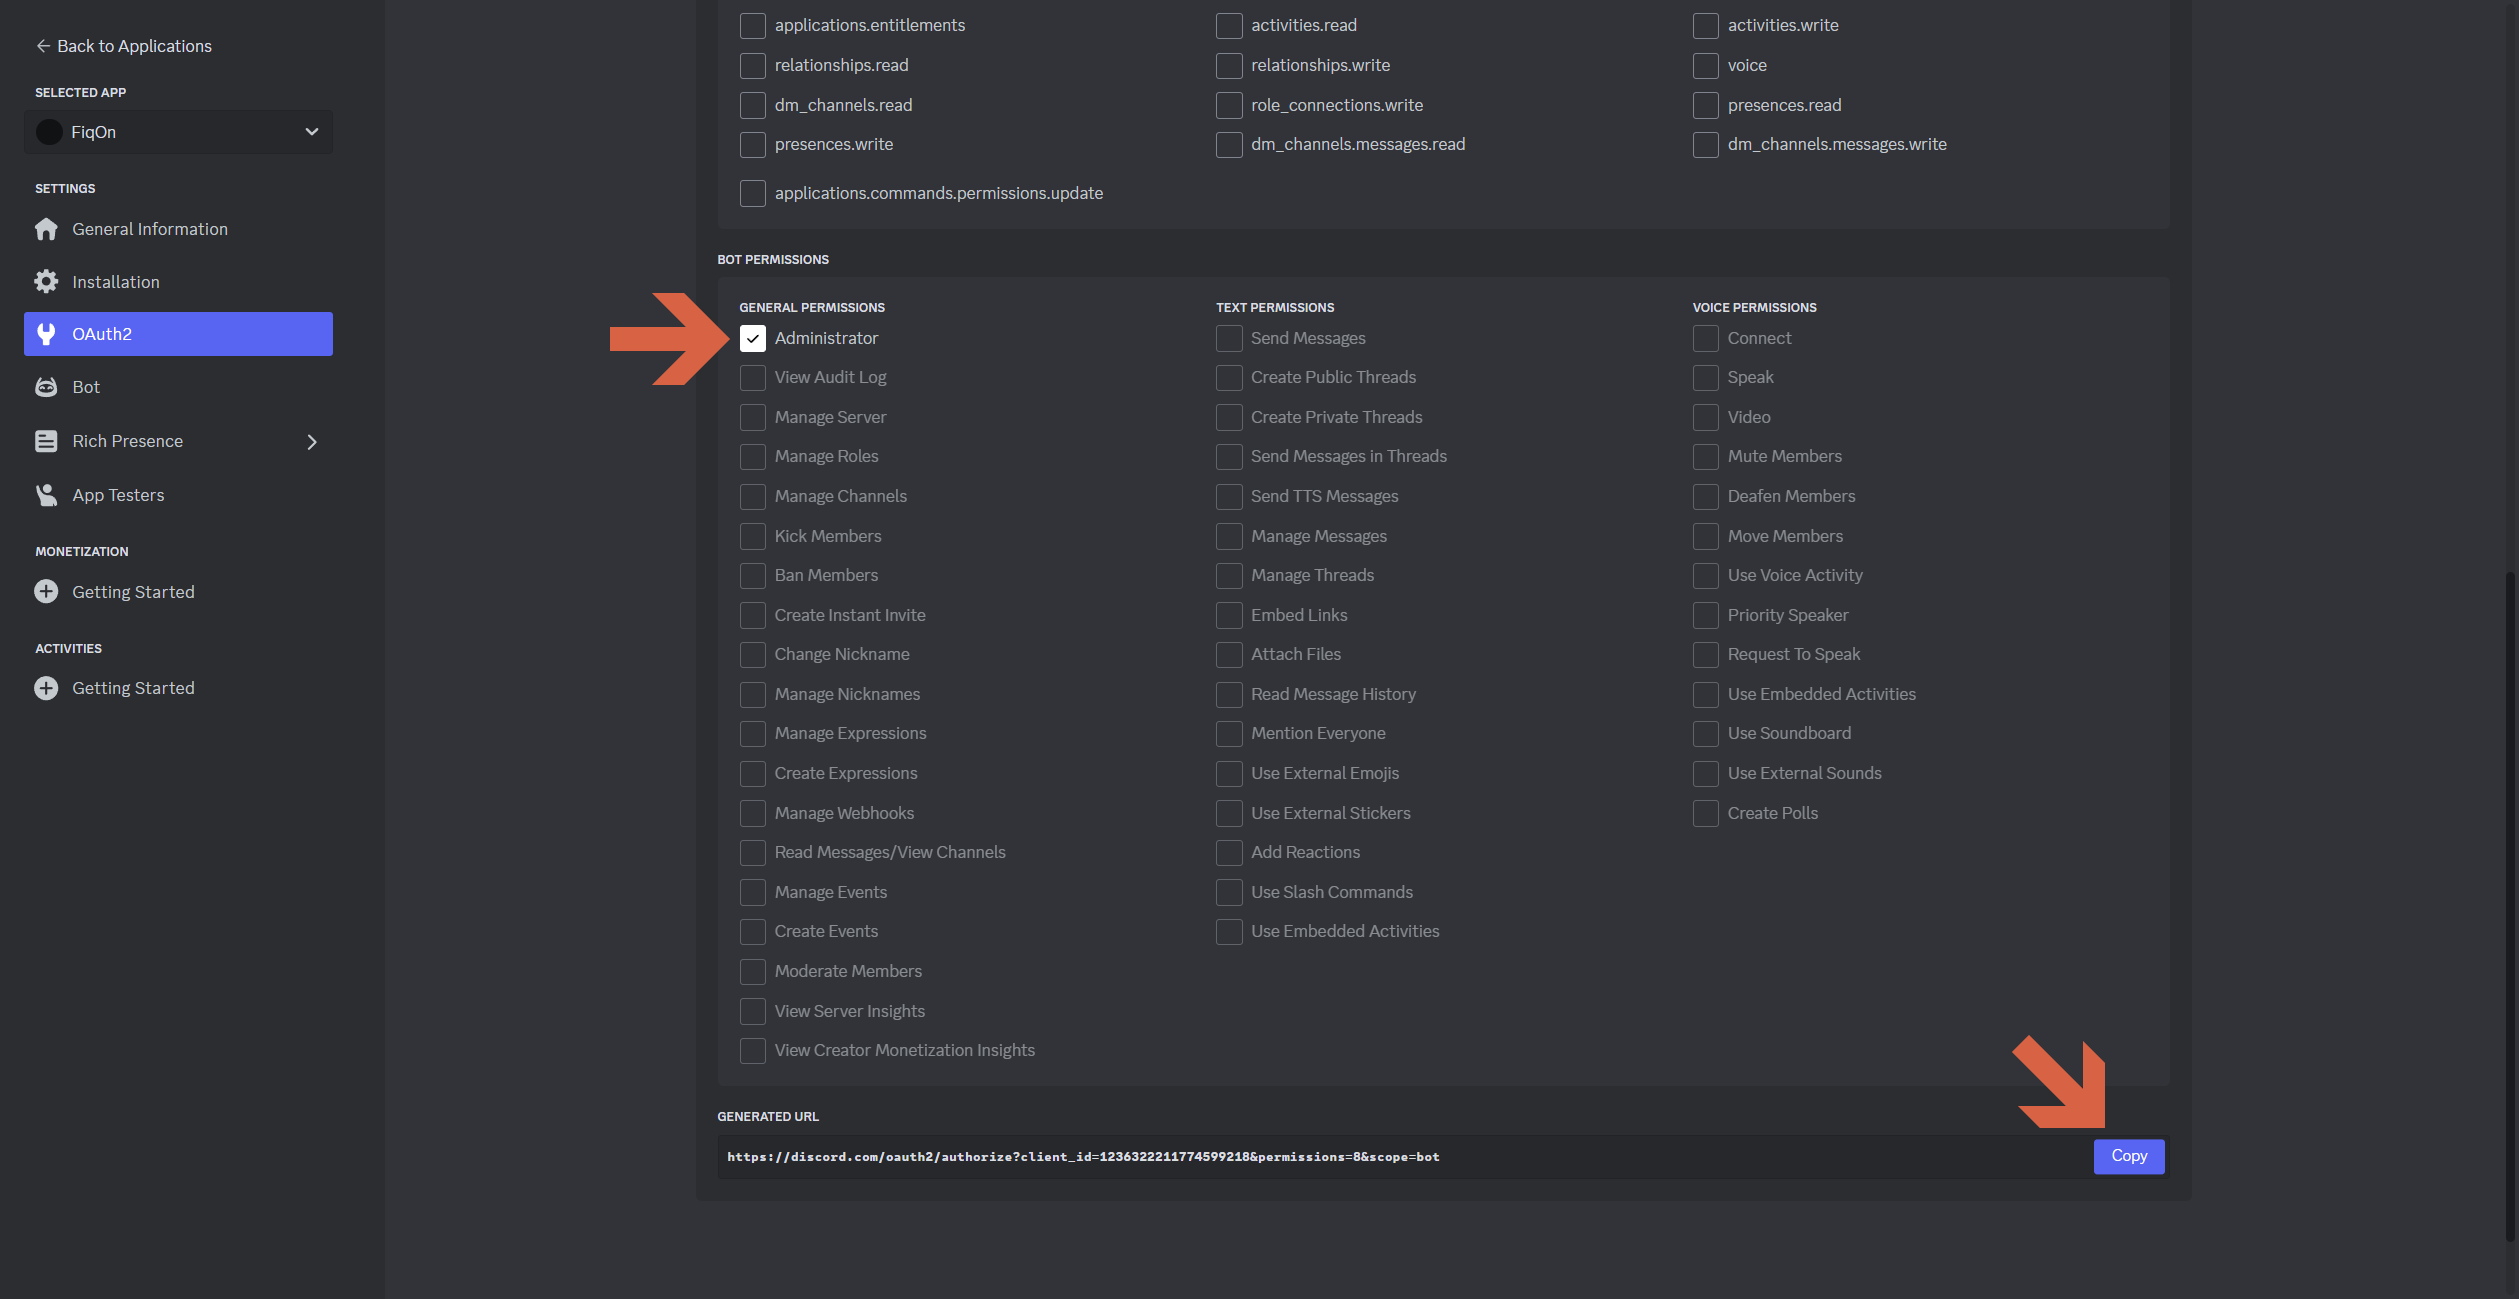 Back to Applications
SELECTED APP
FiqOn
SETTINGS
General Information
Installation
OAuth2
Bot
Rich Presence
App Testers
MONETIZATION
Getting Started
ACTIVITIES
Getting Started
applications.entitlements
activities.read
activities.write
relationships.read
relationships.write
voice
dm_channels.read
role_connections.write
presences.read
presences.write
dm_channels.messages.read
dm_channels.messages.write
applications.commands.permissions.update
BOT PERMISSIONS
GENERAL PERMISSIONS
Administrator
View Audit Log
Manage Server
Manage Roles
Manage Channels
Kick Members
Ban Members
Create Instant Invite
Change Nickname
Manage Nicknames
Manage Expressions
Create Expressions
Manage Webhooks
Read Messages/View Channels
Manage Events
Create Events
Moderate Members
View Server Insights
View Creator Monetization Insights
TEXT PERMISSIONS
Send Messages
Create Public Threads
Create Private Threads
Send Messages in Threads
Send TTS Messages
Manage Messages
Manage Threads
Embed Links
Attach Files
Read Message History
Mention Everyone
Use External Emojis
Use External Stickers
Add Reactions
Use Slash Commands
Use Embedded Activities
VOICE PERMISSIONS
Connect
Speak
Video
Mute Members
Deafen Members
Move Members
Use Voice Activity
Priority Speaker
Request To Speak
Use Embedded Activities
Use Soundboard
Use External Sounds
Create Polls
GENERATED URL
https://discord.com/oauth2/authorize?client_id=1236322211774599218&permissions=8&scope=bot
Copy